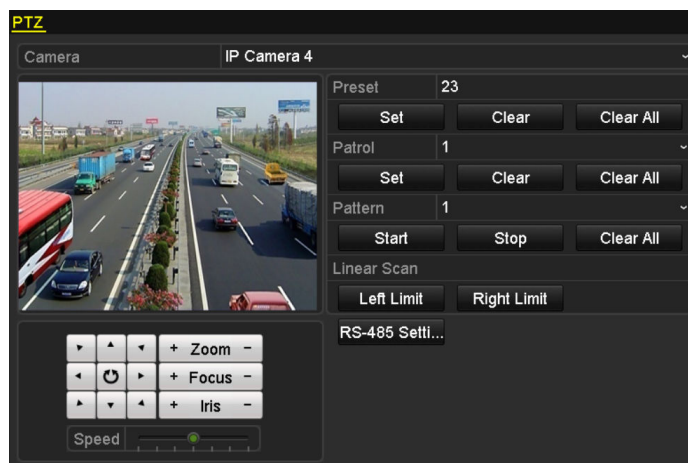 PTZ
Camera IP Camera 4
Preset 23
Set Clear Clear All
Patrol 1
Set Clear Clear All
Pattern 1
Start Stop Clear All
Linear Scan
Left Limit Right Limit
RS-485 Setti...
+ Zoom -
+ Focus -
+ Iris -
Speed